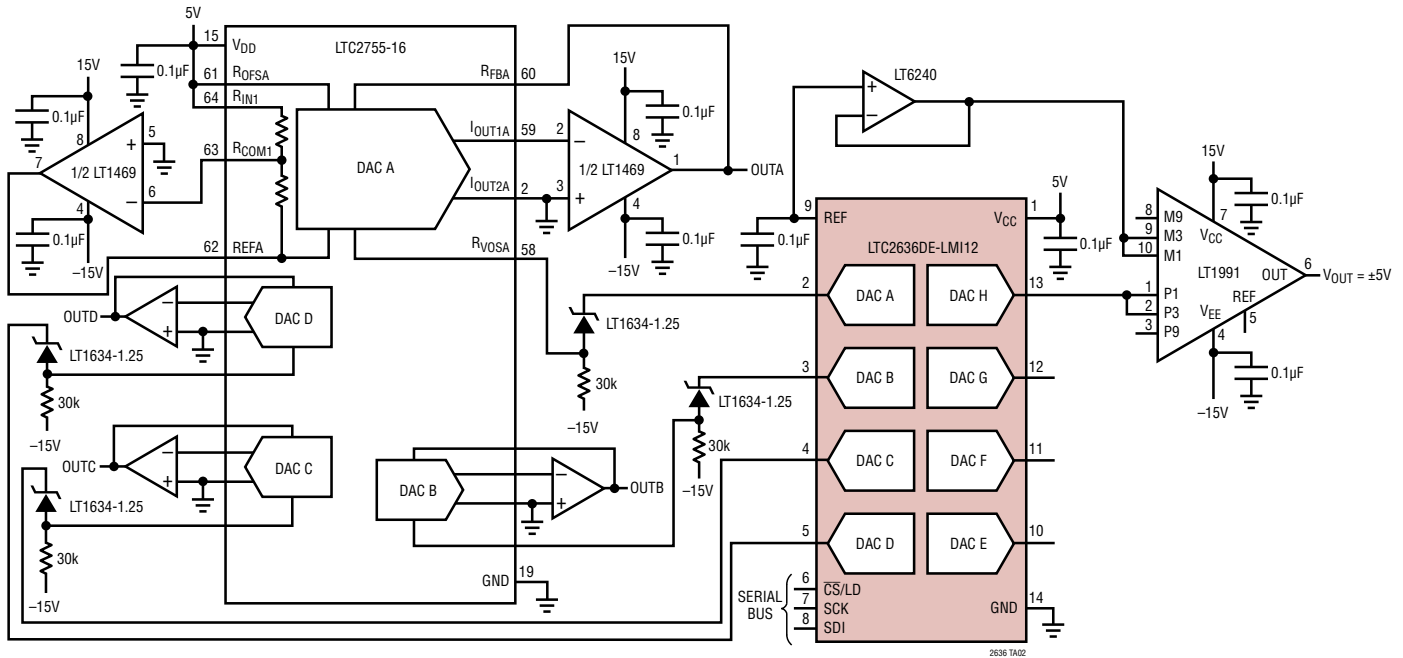 5V
15 VDD
LTC2755-16
0.1µF
61 ROFSA
64 RIN1
RFBA 60
15V
0.1µF
8
5
7
+
1/2 LT1469
63 RCOM1
6
–
4
0.1µF
–15V
62 REFA
DAC A
IOUT1A 59
IOUT2A 2
RVOSA 58
15V
0.1µF
8
2
–
1/2 LT1469
1
OUTA
3
+
4
0.1µF
–15V
LT6240
+
–
5V
9 REF
VCC 1
0.1µF
0.1µF
LTC2636DE-LMI12
2 DAC A
DAC H 13
3 DAC B
DAC G 12
4 DAC C
DAC F 11
5 DAC D
DAC E 10
SERIAL BUS
6 CS/LD
7 SCK
8 SDI
GND 14
15V
0.1µF
7
VCC
8 M9
9 M3
10 M1
LT1991
OUT 6
VOUT = ±5V
1 P1
2 P3
3 P9
REF
5
VEE
4
0.1µF
–15V
OUTD
–
+
DAC D
LT1634-1.25
30k
–15V
OUTC
–
+
DAC C
LT1634-1.25
30k
–15V
LT1634-1.25
30k
–15V
LT1634-1.25
30k
–15V
DAC B
–
+
OUTB
GND 19
2636 TA02